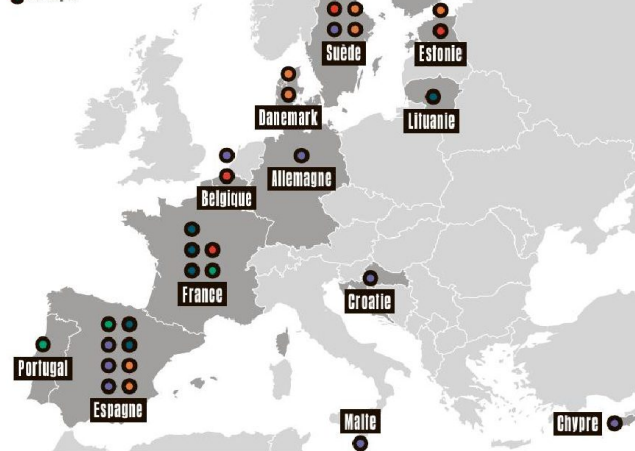 Suède
Estonie
Danemark
Lituanie
Allemagne
Belgique
France
Croatie
Portugal
Espagne
Malte
Chypre